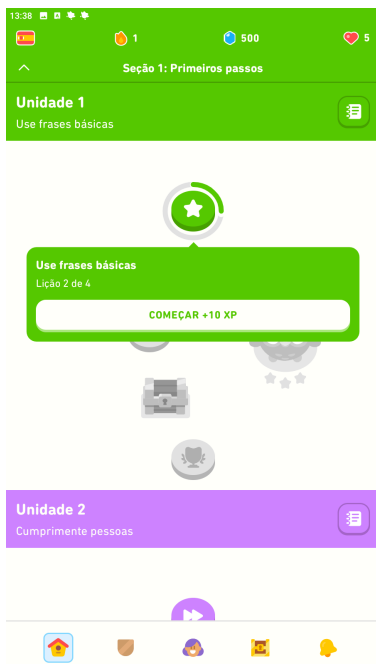 13:38
1
500
5
Seção 1: Primeiros passos
Unidade 1
Use frases básicas
Use frases básicas
Lição 2 de 4
COMEÇAR +10 XP
Unidade 2
Cumprimente pessoas